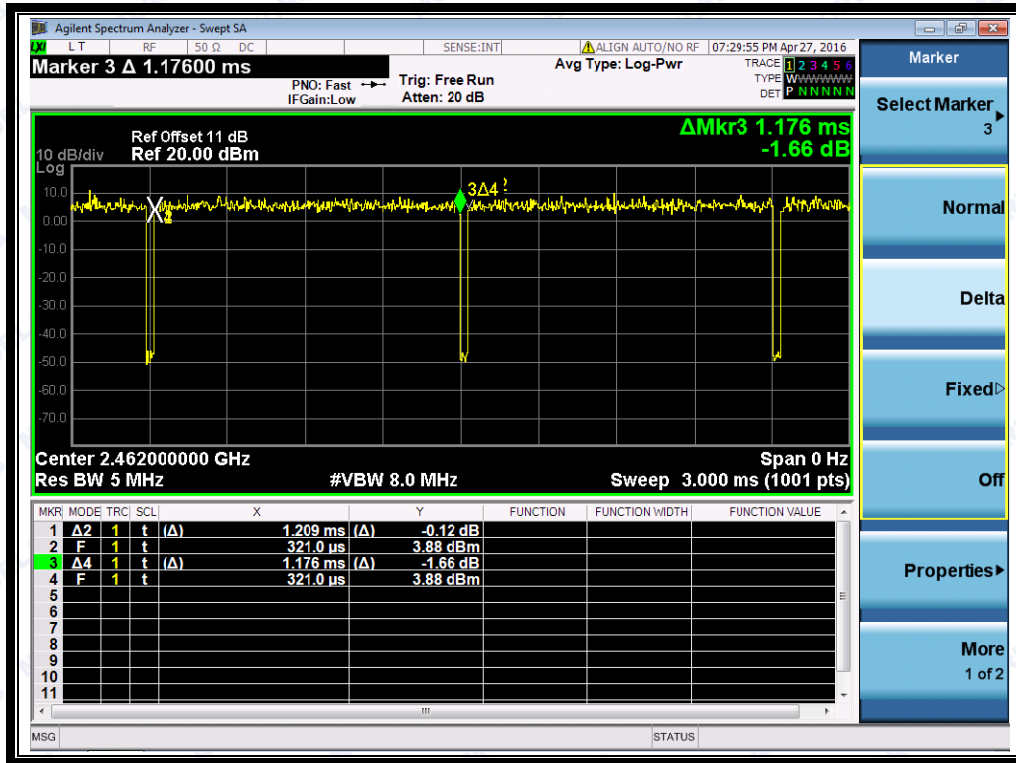 Agilent Spectrum Analyzer - Swept SA
LXI LT RF 50 Ω DC SENSE:INT ALIGN AUTO/NO RF 07:29:55 PM Apr 27, 2016
Marker 3 Δ 1.17600 ms
PNO: Fast
IFGain:Low
Trig: Free Run
Atten: 20 dB
Avg Type: Log-Pwr
TRACE 1 2 3 4 5 6
TYPE WWWWWW
DET P N N N N N
10 dB/div
Log
Ref Offset 11 dB
Ref 20.00 dBm
ΔMkr3 1.176 ms
-1.66 dB
10.0
0.00
-10.0
-20.0
-30.0
-40.0
-50.0
-60.0
-70.0
3Δ4
Center 2.462000000 GHz
Span 0 Hz
Res BW 5 MHz
#VBW 8.0 MHz
Sweep 3.000 ms (1001 pts)
MKR MODE TRC SCL X Y FUNCTION FUNCTION WIDTH FUNCTION VALUE
1 Δ2 1 t (Δ) 1.209 ms (Δ) -0.12 dB
2 F 1 t 321.0 µs 3.88 dBm
3 Δ4 1 t (Δ) 1.176 ms (Δ) -1.66 dB
4 F 1 t 321.0 µs 3.88 dBm
5
6
7
8
9
10
11
MSG
STATUS
Marker
Select Marker
3
Normal
Delta
Fixed
Off
Properties
More
1 of 2